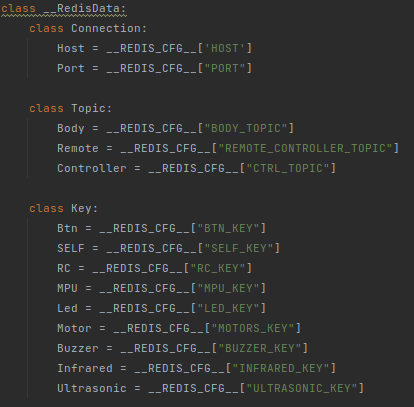 class __RedisData:
    class Connection:
        Host = __REDIS_CFG__['HOST']
        Port = __REDIS_CFG__["PORT"]

    class Topic:
        Body = __REDIS_CFG__["BODY_TOPIC"]
        Remote = __REDIS_CFG__["REMOTE_CONTROLLER_TOPIC"]
        Controller = __REDIS_CFG__["CTRL_TOPIC"]

    class Key:
        Btn = __REDIS_CFG__["BTN_KEY"]
        SELF = __REDIS_CFG__["SELF_KEY"]
        RC = __REDIS_CFG__["RC_KEY"]
        MPU = __REDIS_CFG__["MPU_KEY"]
        Led = __REDIS_CFG__["LED_KEY"]
        Motor = __REDIS_CFG__["MOTORS_KEY"]
        Buzzer = __REDIS_CFG__["BUZZER_KEY"]
        Infrared = __REDIS_CFG__["INFRARED_KEY"]
        Ultrasonic = __REDIS_CFG__["ULTRASONIC_KEY"]